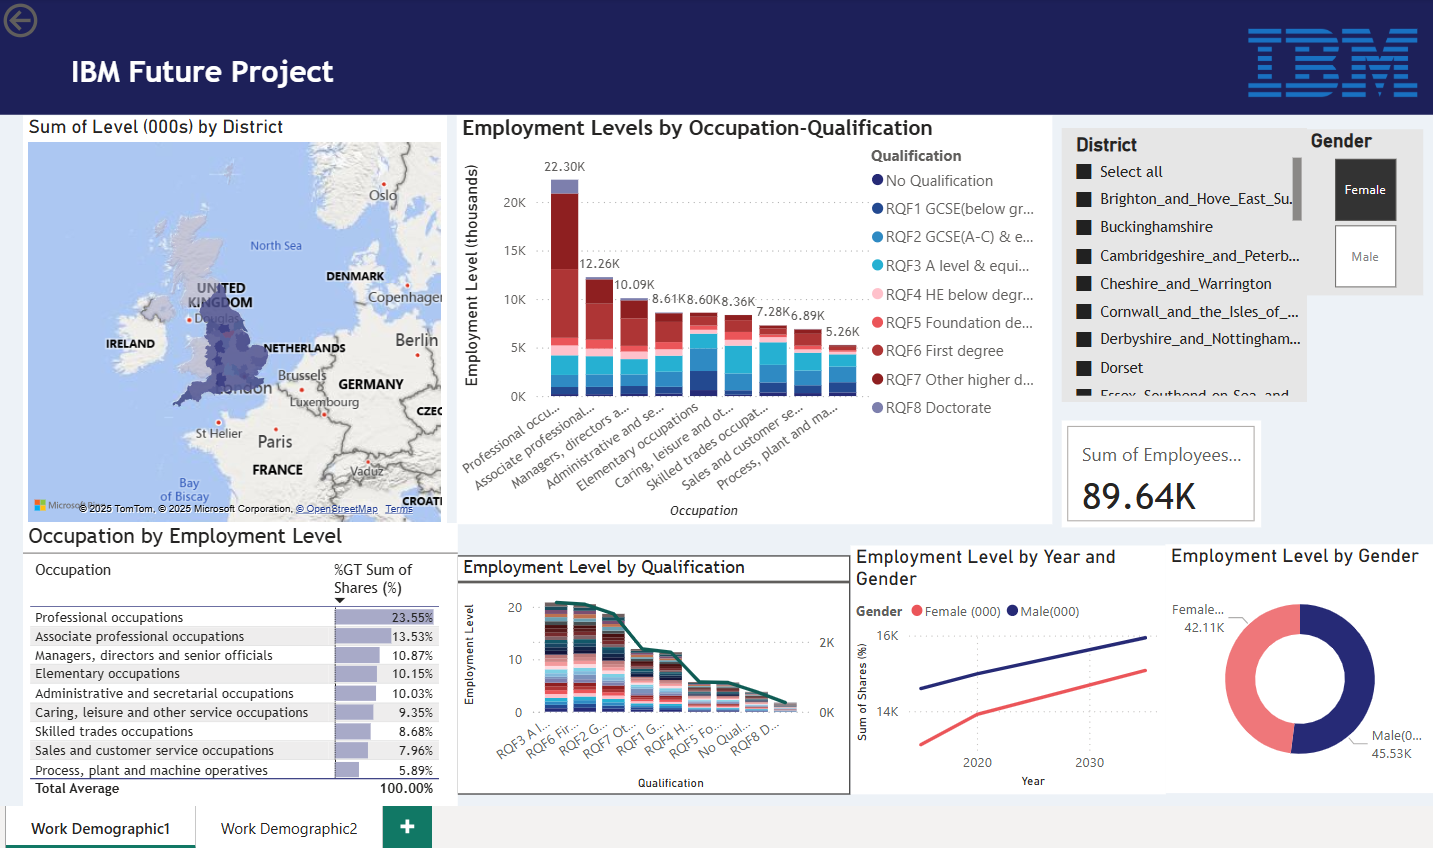 IBM Future Project
IBM
Sum of Level (000s) by District
Oslo
North Sea
UNITED
KINGDOM
DENMARK
Copenhagen
Douglas
IRELAND
NETHERLANDS
Berlin
London
Brussels
GERMANY
Luxembourg
CZEC
St Helier
Paris
FRANCE
Vaduz
Bay
of Biscay
CROATI
Microsoft Bing
© 2025 TomTom, © 2025 Microsoft Corporation, © OpenStreetMap Terms
Employment Levels by Occupation-Qualification
Employment Level (thousands)
20K
15K
10K
5K
0K
22.30K
12.26K
10.09K
8.61K
8.60K
8.36K
7.28K
6.89K
5.26K
Professional occu...
Associate professional...
Managers, directors a...
Administrative and se...
Elementary occupations
Caring, leisure and ot...
Skilled trades occupat...
Sales and customer se...
Process, plant and ma...
Occupation
Qualification
No Qualification
RQF1 GCSE(below gr...
RQF2 GCSE(A-C) & e...
RQF3 A level & equi...
RQF4 HE below degr...
RQF5 Foundation de...
RQF6 First degree
RQF7 Other higher d...
RQF8 Doctorate
District
Select all
Brighton_and_Hove_East_Su...
Buckinghamshire
Cambridgeshire_and_Peterb...
Cheshire_and_Warrington
Cornwall_and_the_Isles_of_...
Derbyshire_and_Nottingham...
Dorset
Essex_Southend_on_Sea_and
Gender
Female
Male
Sum of Employees...
89.64K
Occupation by Employment Level
Occupation
%GT Sum of
Shares (%)
Professional occupations 23.55%
Associate professional occupations 13.53%
Managers, directors and senior officials 10.87%
Elementary occupations 10.15%
Administrative and secretarial occupations 10.03%
Caring, leisure and other service occupations 9.35%
Skilled trades occupations 8.68%
Sales and customer service occupations 7.96%
Process, plant and machine operatives 5.89%
Total Average 100.00%
Employment Level by Qualification
Employment Level
20
10
0
2K
0K
RQF3 A l...
RQF6 Fir...
RQF2 G...
RQF7 Ot...
RQF1 G...
RQF4 H...
RQF5 Fo...
No Qual...
RQF8 D...
Qualification
Employment Level by Year and
Gender
Gender Female (000) Male(000)
Sum of Shares (%)
16K
14K
2020
2030
Year
Employment Level by Gender
Female...
42.11K
Male(0...
45.53K
Work Demographic1
Work Demographic2
+